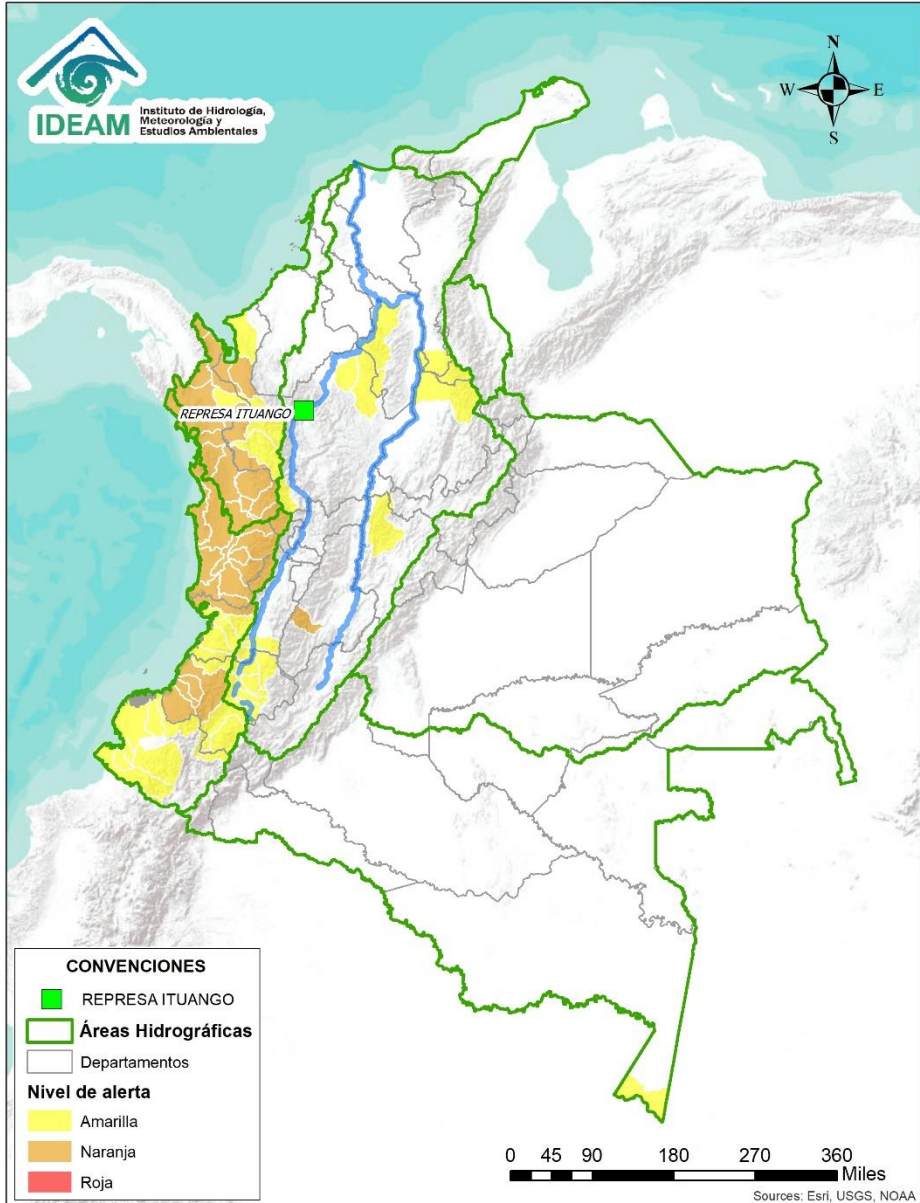 IDEAM
Instituto de Hidrología,
Meteorología y
Estudios Ambientales
N
W
E
S
REPRESA ITUANGO
CONVENCIONES
REPRESA ITUANGO
Áreas Hidrográficas
Departamentos
Nivel de alerta
Amarilla
Naranja
Roja
0 45 90 180 270 360
Miles
Sources: Esri, USGS, NOAA